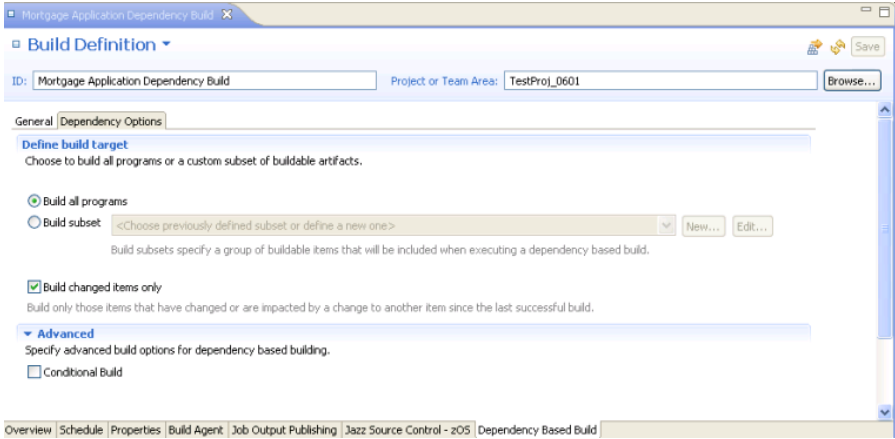 Mortgage Application Dependency Build
Build Definition
Save
ID: Mortgage Application Dependency Build Project or Team Area: TestProj_0601 Browse...
General Dependency Options
Define build target
Choose to build all programs or a custom subset of buildable artifacts.
Build all programs
Build subset <Choose previously defined subset or define a new one> New... Edit...
Build subsets specify a group of buildable items that will be included when executing a dependency based build.
Build changed items only
Build only those items that have changed or are impacted by a change to another item since the last successful build.
Advanced
Specify advanced build options for dependency based building.
Conditional Build
Overview Schedule Properties Build Agent Job Output Publishing Jazz Source Control - zOS Dependency Based Build